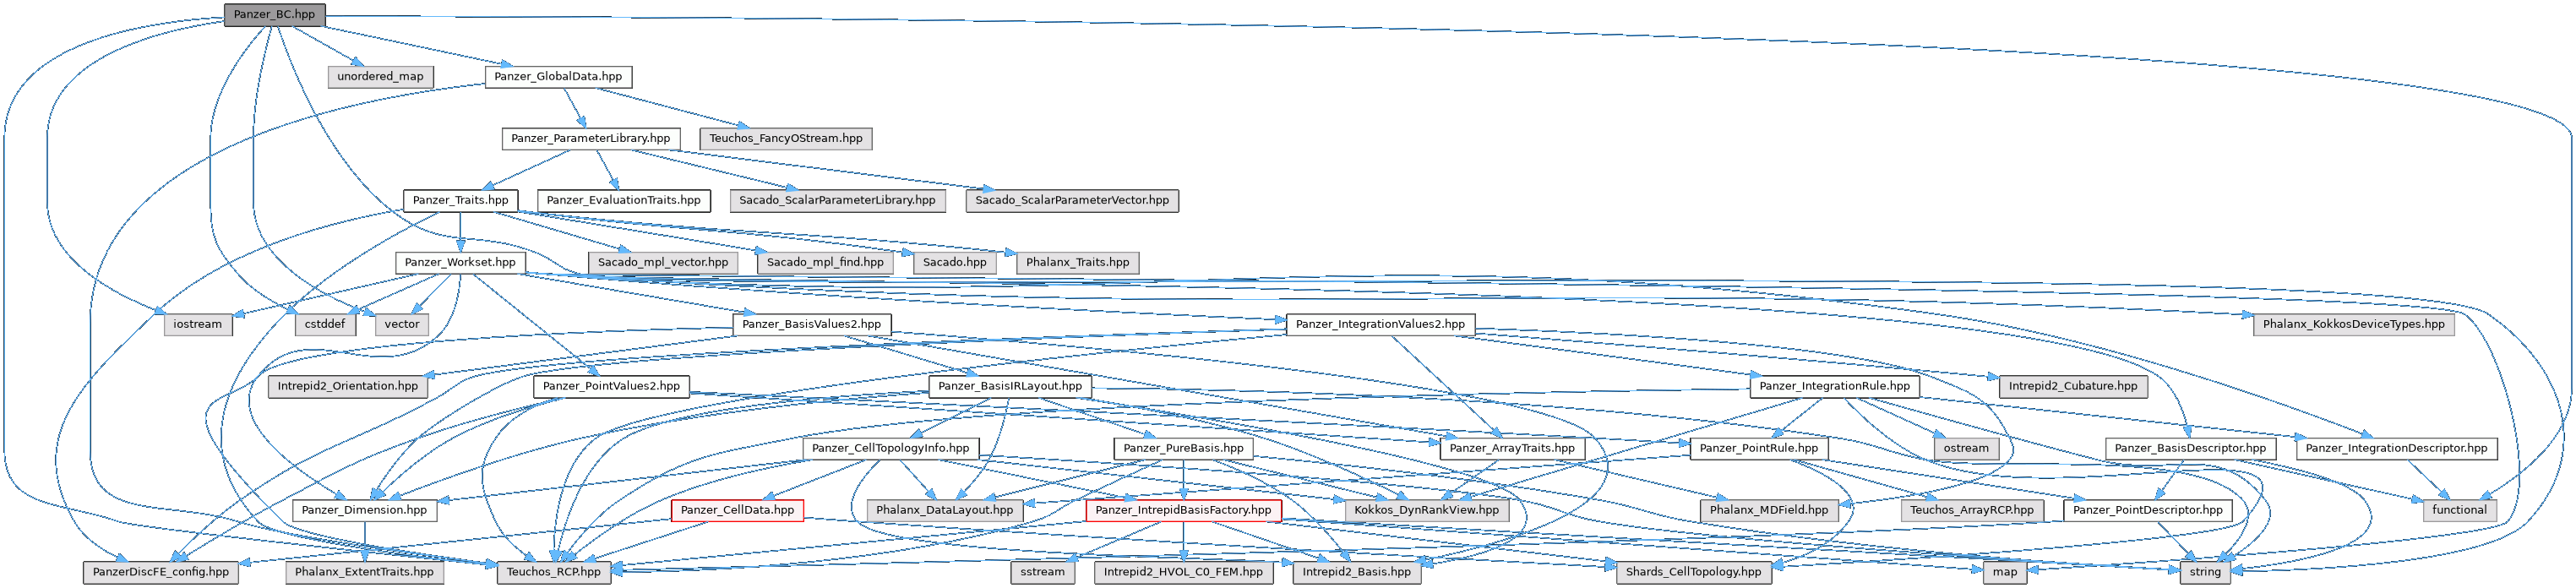 Panzer_BC.hpp
unordered_map
Panzer_GlobalData.hpp
Panzer_ParameterLibrary.hpp
Teuchos_FancyOStream.hpp
Panzer_Traits.hpp
Panzer_EvaluationTraits.hpp
Sacado_ScalarParameterLibrary.hpp
Sacado_ScalarParameterVector.hpp
Panzer_Workset.hpp
Sacado_mpl_vector.hpp
Sacado_mpl_find.hpp
Sacado.hpp
Phalanx_Traits.hpp
iostream
cstddef
vector
Panzer_BasisValues2.hpp
Panzer_IntegrationValues2.hpp
Phalanx_KokkosDeviceTypes.hpp
Intrepid2_Orientation.hpp
Panzer_PointValues2.hpp
Panzer_BasisIRLayout.hpp
Panzer_IntegrationRule.hpp
Intrepid2_Cubature.hpp
Panzer_CellTopologyInfo.hpp
Panzer_PureBasis.hpp
Panzer_ArrayTraits.hpp
Panzer_PointRule.hpp
ostream
Panzer_BasisDescriptor.hpp
Panzer_IntegrationDescriptor.hpp
Panzer_Dimension.hpp
Panzer_CellData.hpp
Phalanx_DataLayout.hpp
Panzer_IntrepidBasisFactory.hpp
Kokkos_DynRankView.hpp
Phalanx_MDField.hpp
Teuchos_ArrayRCP.hpp
Panzer_PointDescriptor.hpp
functional
PanzerDiscFE_config.hpp
Phalanx_ExtentTraits.hpp
Teuchos_RCP.hpp
sstream
Intrepid2_HVOL_C0_FEM.hpp
Intrepid2_Basis.hpp
Shards_CellTopology.hpp
map
string